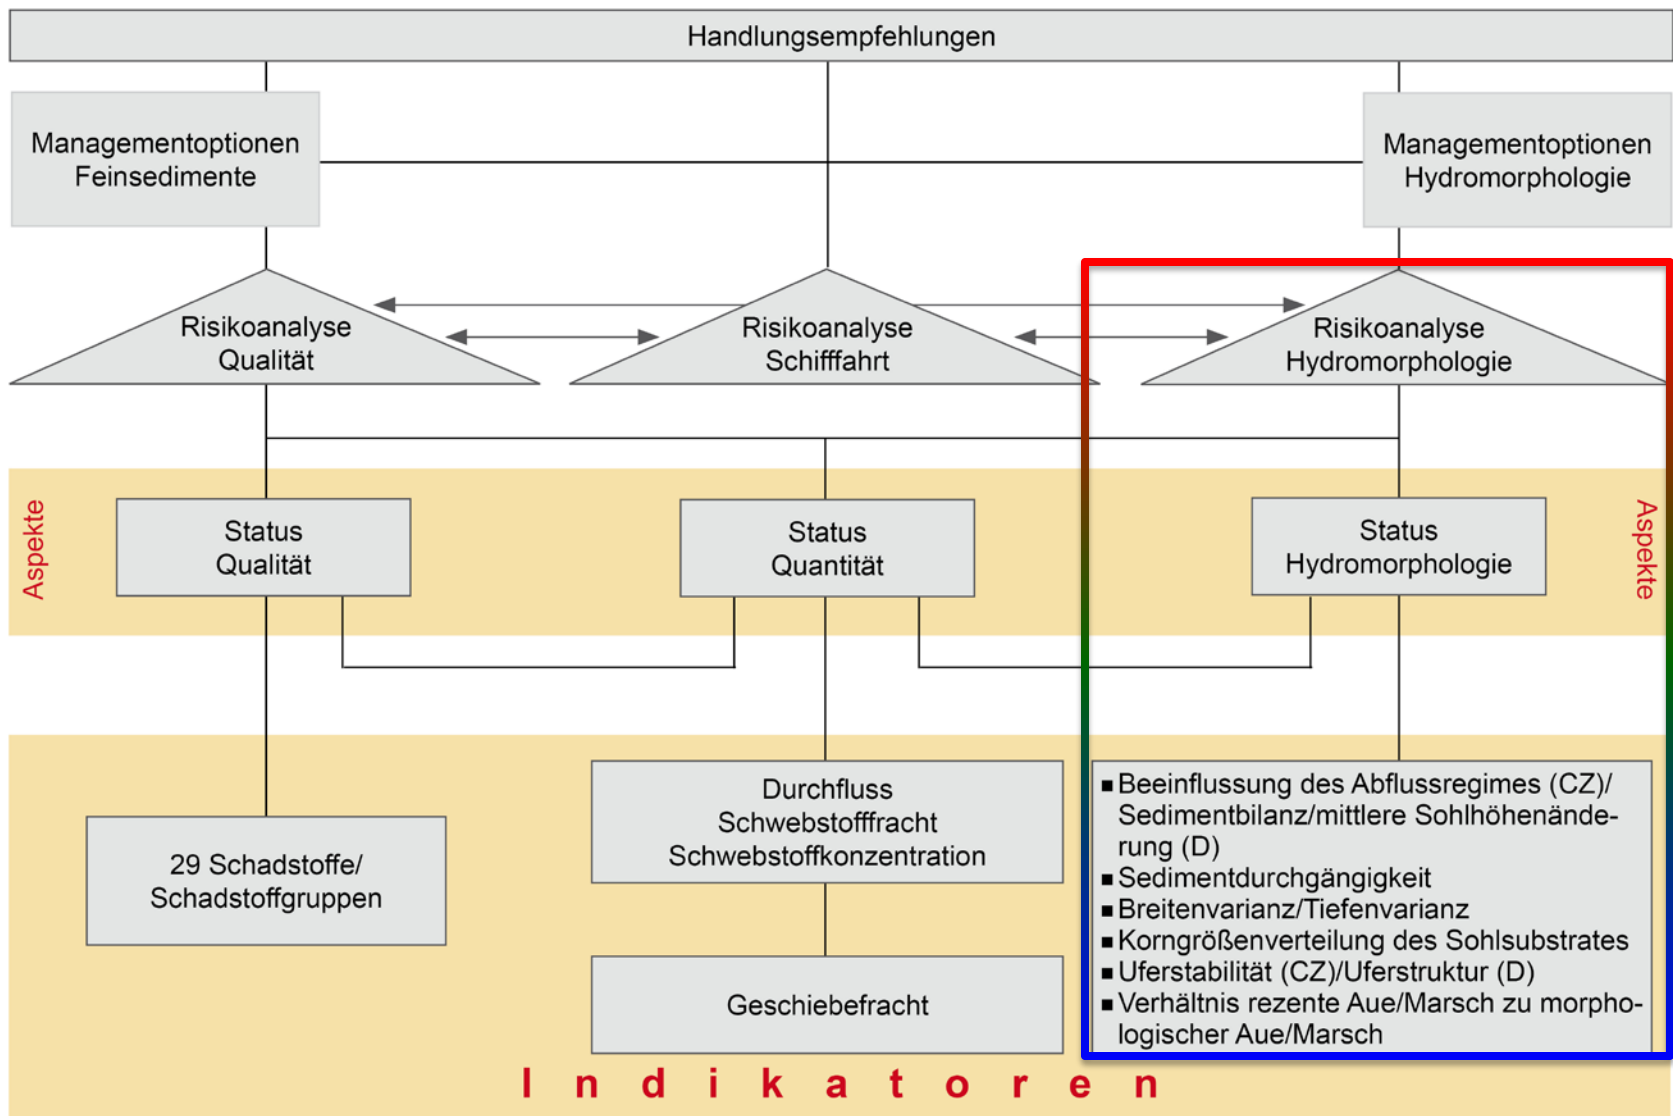 Handlungsempfehlungen
Managementoptionen
Feinsedimente
Managementoptionen
Hydromorphologie
Risikoanalyse
Qualität
Risikoanalyse
Schifffahrt
Risikoanalyse
Hydromorphologie
Aspekte
Status
Qualität
Status
Quantität
Status
Hydromorphologie
Aspekte
29 Schadstoffe/
Schadstoffgruppen
Durchfluss
Schwebstofffracht
Schwebstoffkonzentration
Geschiebefracht
■ Beeinflussung des Abflussregimes (CZ)/
Sedimentbilanz/mittlere Sohlhöhenände-
rung (D)
■ Sedimentdurchgängigkeit
■ Breitenvarianz/Tiefenvarianz
■ Korngrößenverteilung des Sohlsubstrates
■ Uferstabilität (CZ)/Uferstruktur (D)
■ Verhältnis rezente Aue/Marsch zu morpho-
logischer Aue/Marsch
Indikatoren